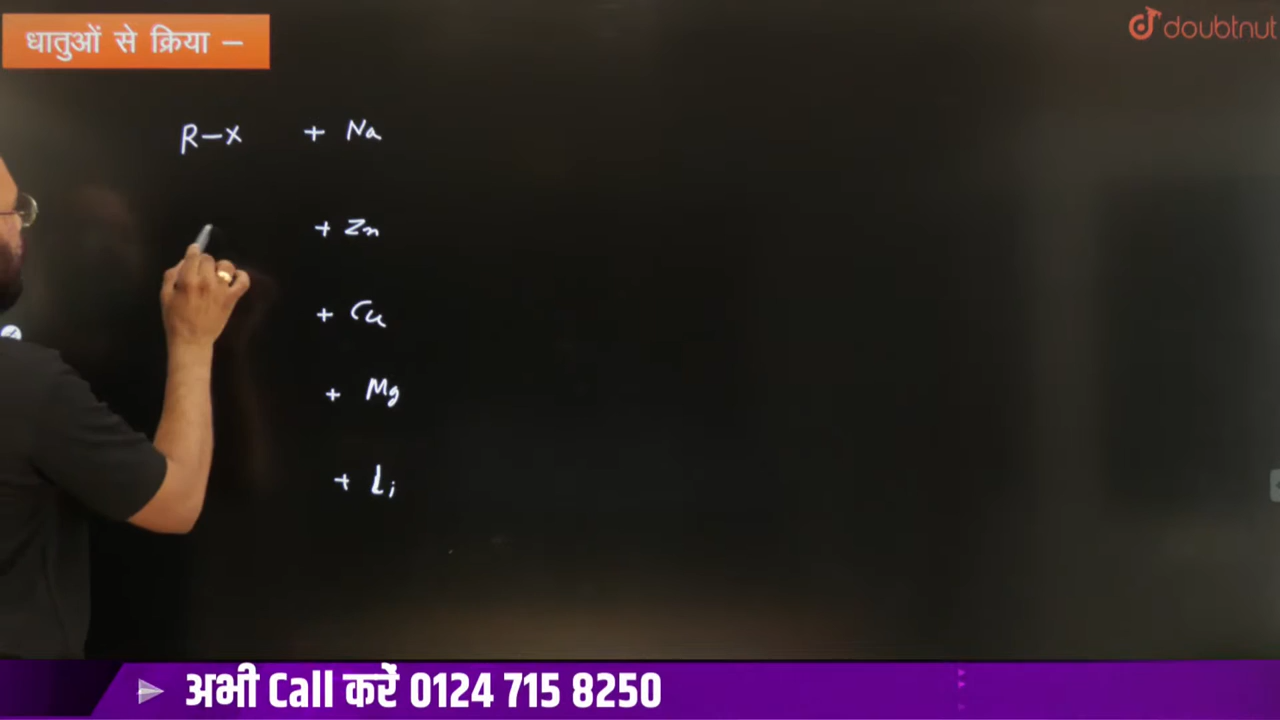 धातुओं से क्रिया –
doubtnut
R–X + Na
+ Zn
+ Cu
+ Mg
+ Li
अभी Call करें 0124 715 8250